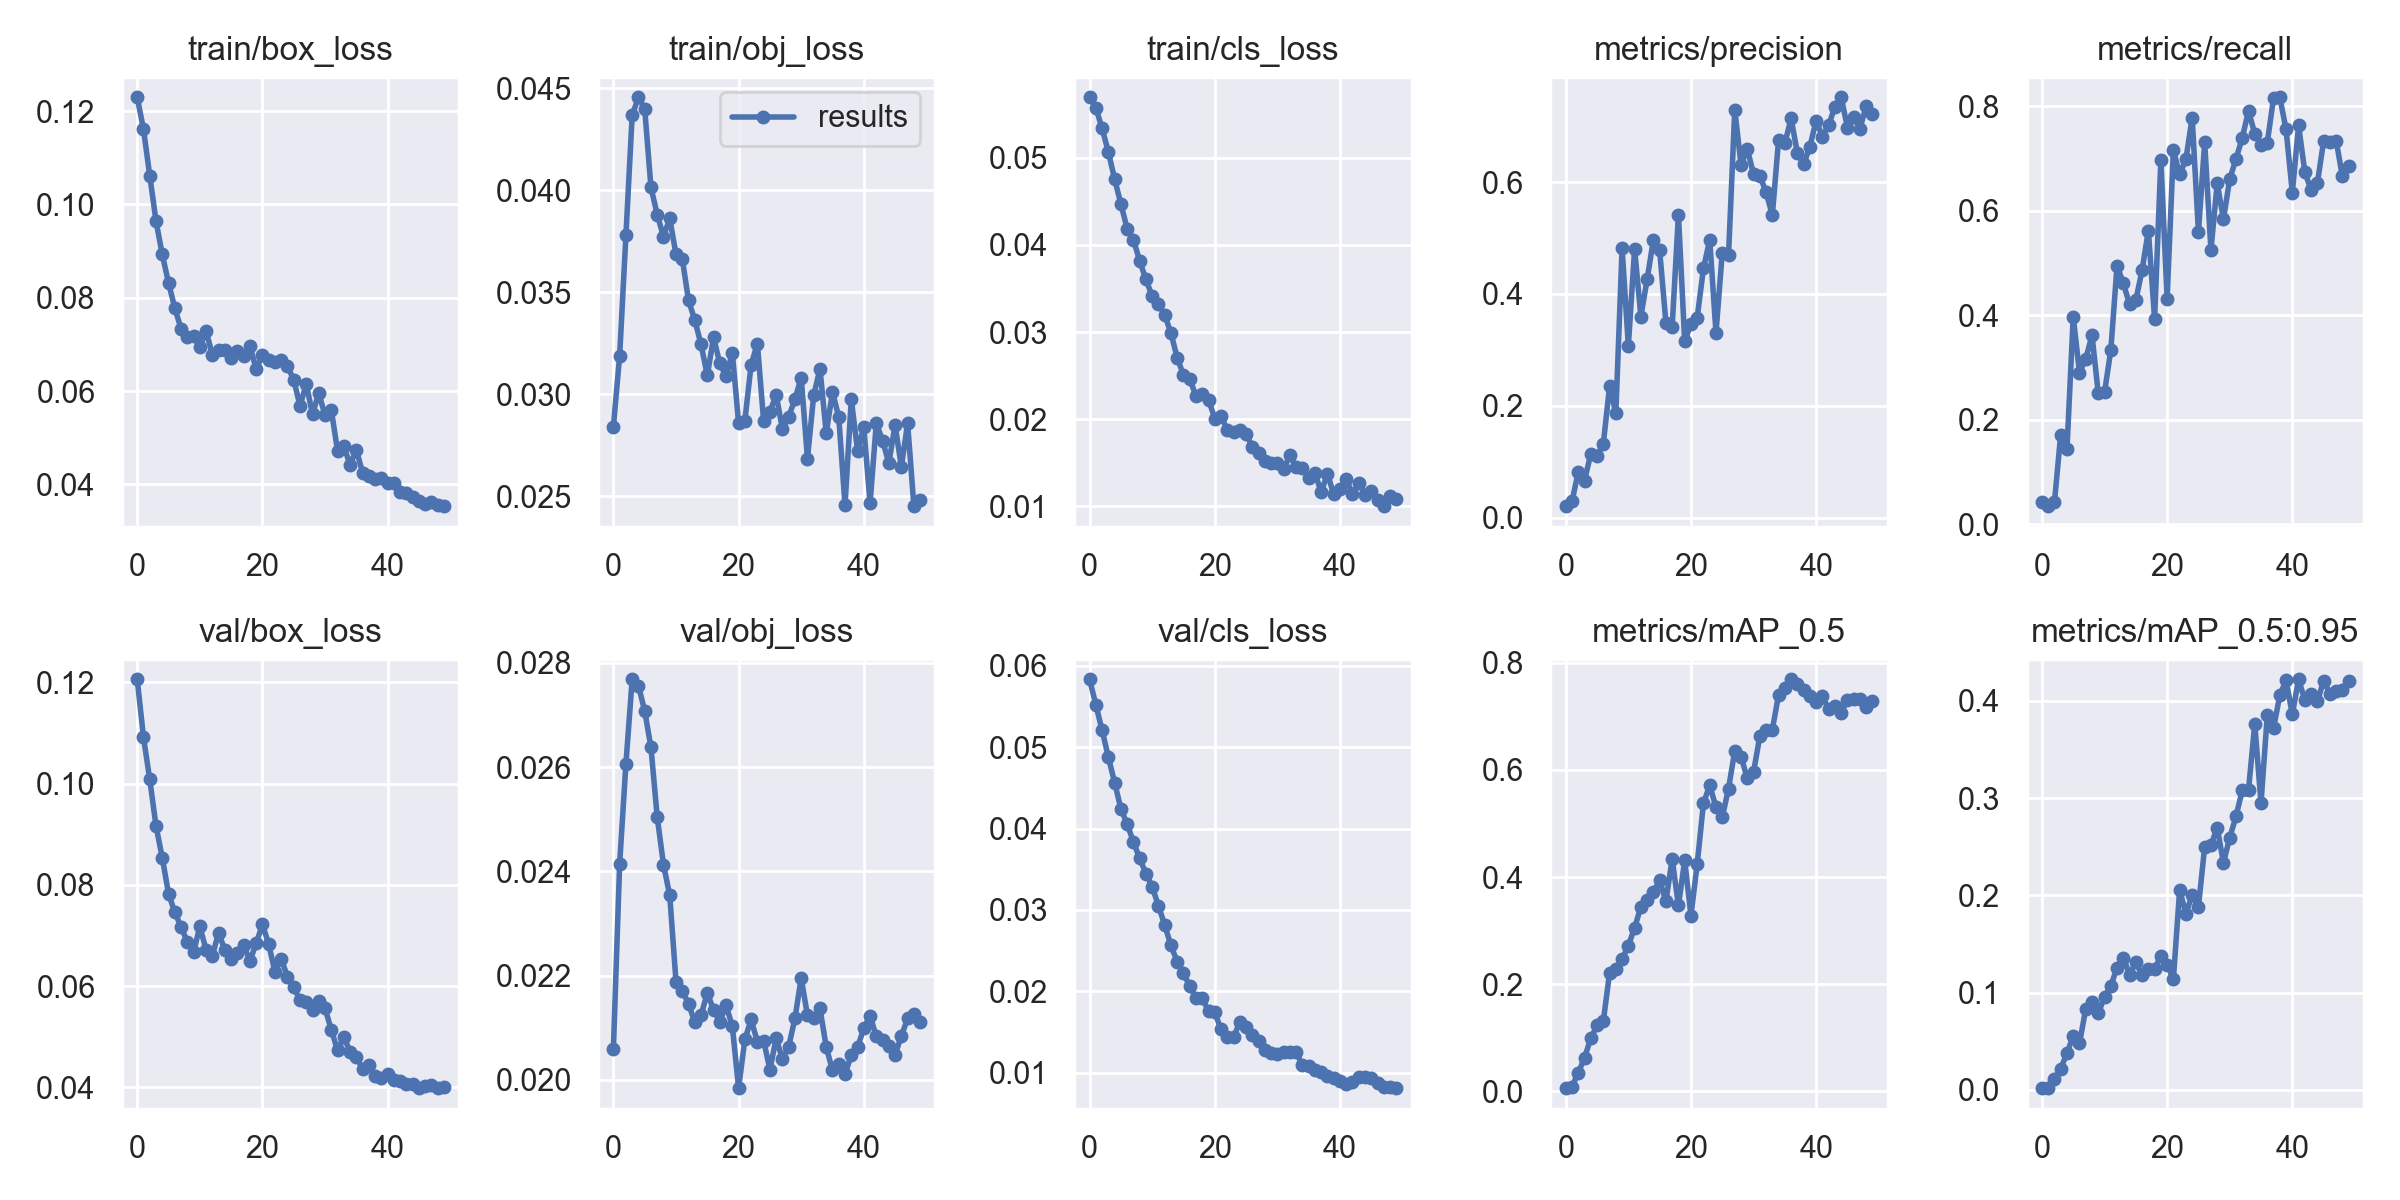 train/box_loss
0.12
0.10
0.08
0.06
0.04
0 20 40
train/obj_loss
results
0.045
0.040
0.035
0.030
0.025
0 20 40
train/cls_loss
0.05
0.04
0.03
0.02
0.01
0 20 40
metrics/precision
0.6
0.4
0.2
0.0
0 20 40
metrics/recall
0.8
0.6
0.4
0.2
0.0
0 20 40
val/box_loss
0.12
0.10
0.08
0.06
0.04
0 20 40
val/obj_loss
0.028
0.026
0.024
0.022
0.020
0 20 40
val/cls_loss
0.06
0.05
0.04
0.03
0.02
0.01
0 20 40
metrics/mAP_0.5
0.8
0.6
0.4
0.2
0.0
0 20 40
metrics/mAP_0.5:0.95
0.4
0.3
0.2
0.1
0.0
0 20 40